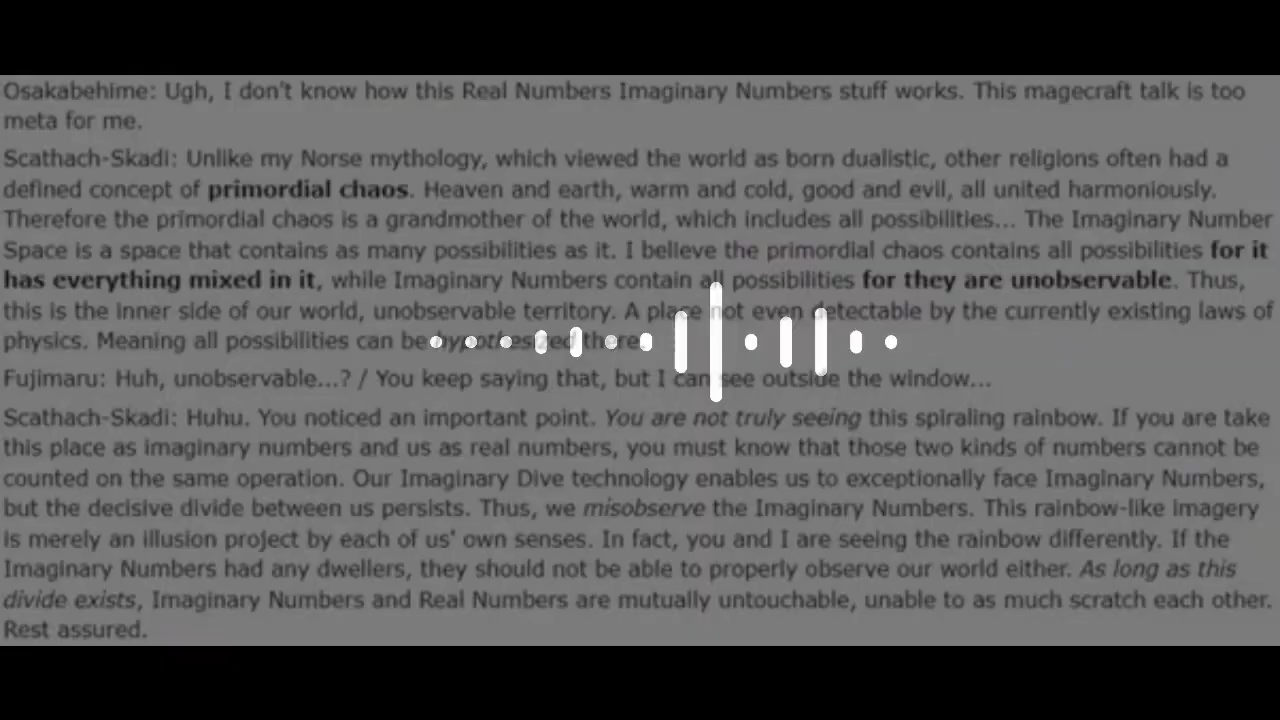 Osakabehime: Ugh, I don't know how this Real Numbers Imaginary Numbers stuff works. This magecraft talk is too
meta for me.
Scathach-Skadi: Unlike my Norse mythology, which viewed the world as born dualistic, other religions often had a
defined concept of primordial chaos. Heaven and earth, warm and cold, good and evil, all united harmoniously.
Therefore the primordial chaos is a grandmother of the world, which includes all possibilities... The Imaginary Number
Space is a space that contains as many possibilities as it. I believe the primordial chaos contains all possibilities for it
has everything mixed in it, while Imaginary Numbers contain all possibilities for they are unobservable. Thus,
this is the inner side of our world, unobservable territory. A place not even detectable by the currently existing laws of
physics. Meaning all possibilities can be hypothesized there.
Fujimaru: Huh, unobservable...? / You keep saying that, but I can see outside the window...
Scathach-Skadi: Huhu. You noticed an important point. You are not truly seeing this spiraling rainbow. If you are take
this place as imaginary numbers and us as real numbers, you must know that those two kinds of numbers cannot be
counted on the same operation. Our Imaginary Dive technology enables us to exceptionally face Imaginary Numbers,
but the decisive divide between us persists. Thus, we misobserve the Imaginary Numbers. This rainbow-like imagery
is merely an illusion project by each of us' own senses. In fact, you and I are seeing the rainbow differently. If the
Imaginary Numbers had any dwellers, they should not be able to properly observe our world either. As long as this
divide exists, Imaginary Numbers and Real Numbers are mutually untouchable, unable to as much scratch each other.
Rest assured.